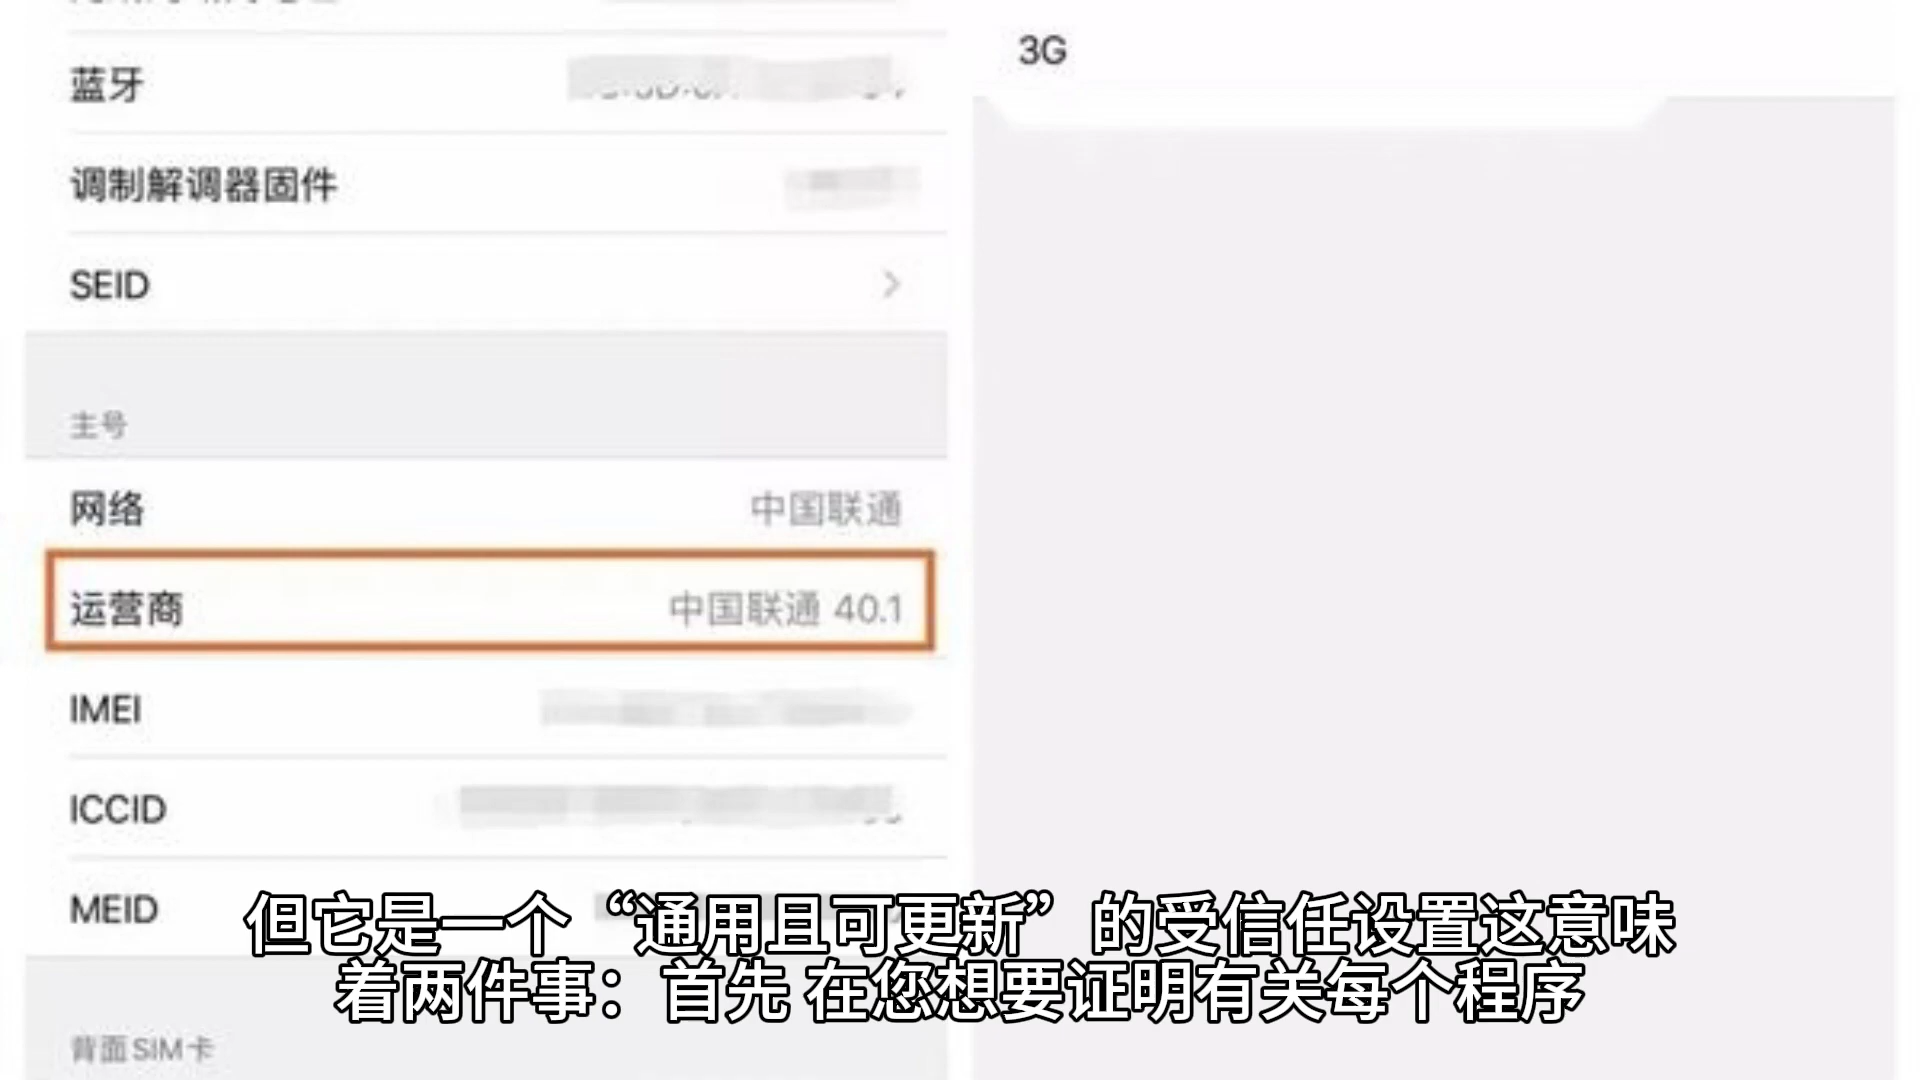 蓝牙
调制解调器固件
SEID
主号
网络 中国联通
运营商 中国联通 40.1
IMEI
ICCID
MEID
背面SIM卡
3G
但它是一个“通用且可更新”的受信任设置这意味
着两件事：首先 在您想要证明有关每个程序